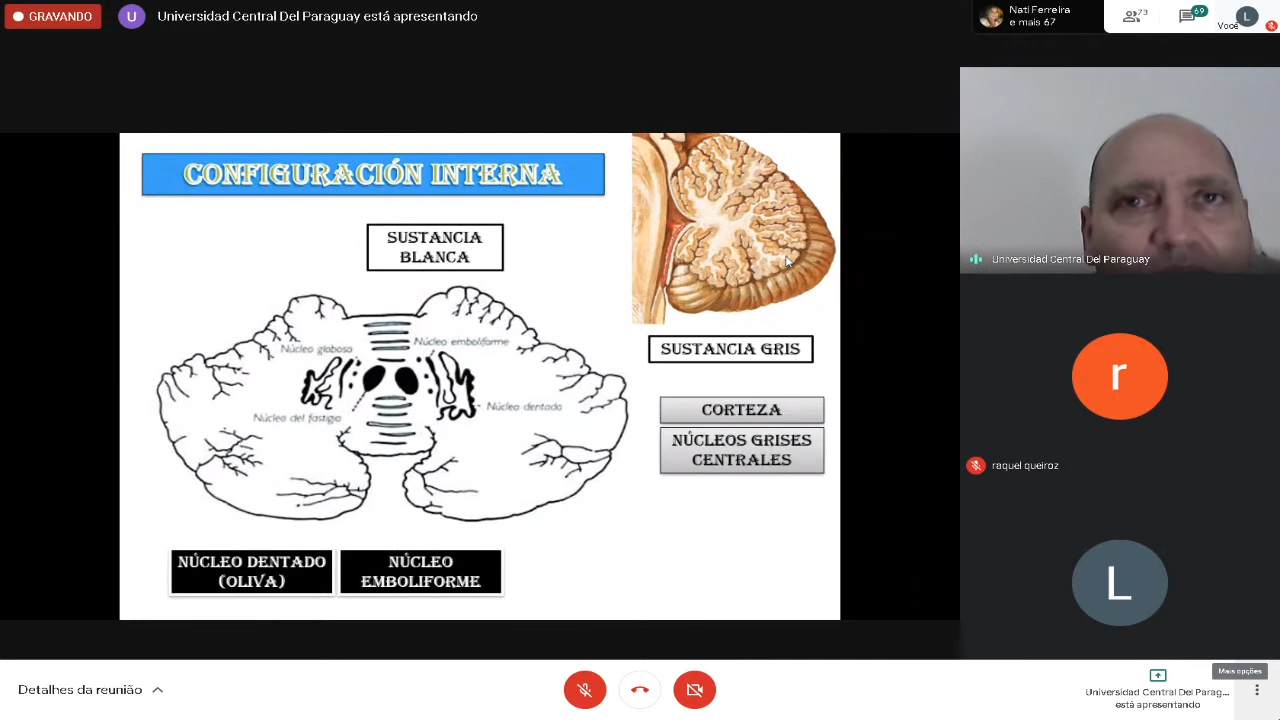 GRAVANDO
U
Universidad Central Del Paraguay está apresentando
Nati Ferreira
e mais 67
73
69
Você
L
CONFIGURACIÓN INTERNA
SUSTANCIA
BLANCA
Núcleo globoso
Núcleo emboliforme
Núcleo del fastigio
Núcleo dentado
SUSTANCIA GRIS
CORTEZA
NÚCLEOS GRISES
CENTRALES
NÚCLEO DENTADO
(OLIVA)
NÚCLEO
EMBOLIFORME
Universidad Central Del Paraguay
r
raquel queiroz
L
Mais opções
Detalhes da reunião
Universidad Central Del Parag...
está apresentando